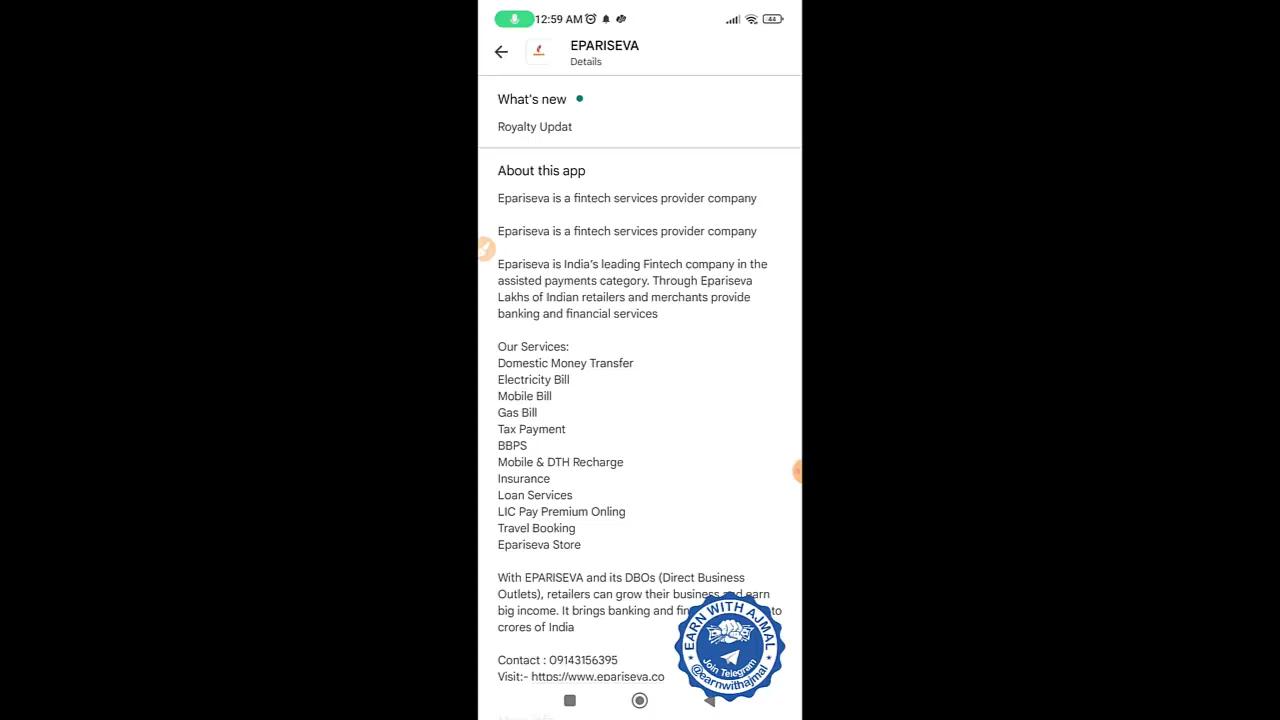 12:59 AM
44
EPARISEVA
Details
What's new
Royalty Updat
About this app
Epariseva is a fintech services provider company
Epariseva is a fintech services provider company
Epariseva is India's leading Fintech company in the
assisted payments category. Through Epariseva
Lakhs of Indian retailers and merchants provide
banking and financial services
Our Services:
Domestic Money Transfer
Electricity Bill
Mobile Bill
Gas Bill
Tax Payment
BBPS
Mobile & DTH Recharge
Insurance
Loan Services
LIC Pay Premium Onling
Travel Booking
Epariseva Store
With EPARISEVA and its DBOs (Direct Business
Outlets), retailers can grow their business and earn
big income. It brings banking and to
crores of India
Contact : 09143156395
Visit:- https://www.epariseva.co
EARN WITH AJMAL
Join Telegram
@earnwithajmal